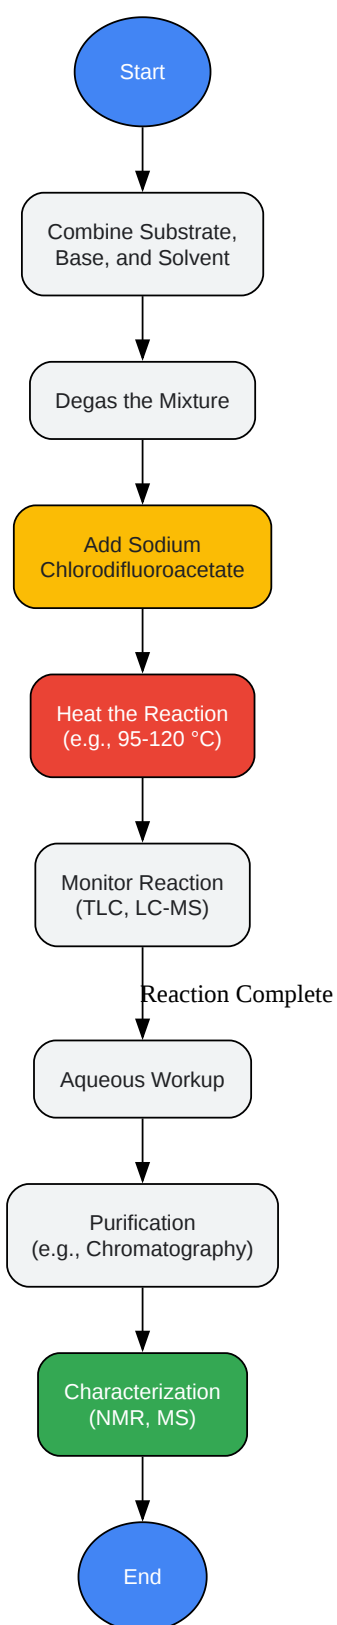 Start
Combine Substrate,
Base, and Solvent
Degas the Mixture
Add Sodium
Chlorodifluoroacetate
Heat the Reaction
(e.g., 95-120 °C)
Monitor Reaction
(TLC, LC-MS)
Reaction Complete
Aqueous Workup
Purification
(e.g., Chromatography)
Characterization
(NMR, MS)
End